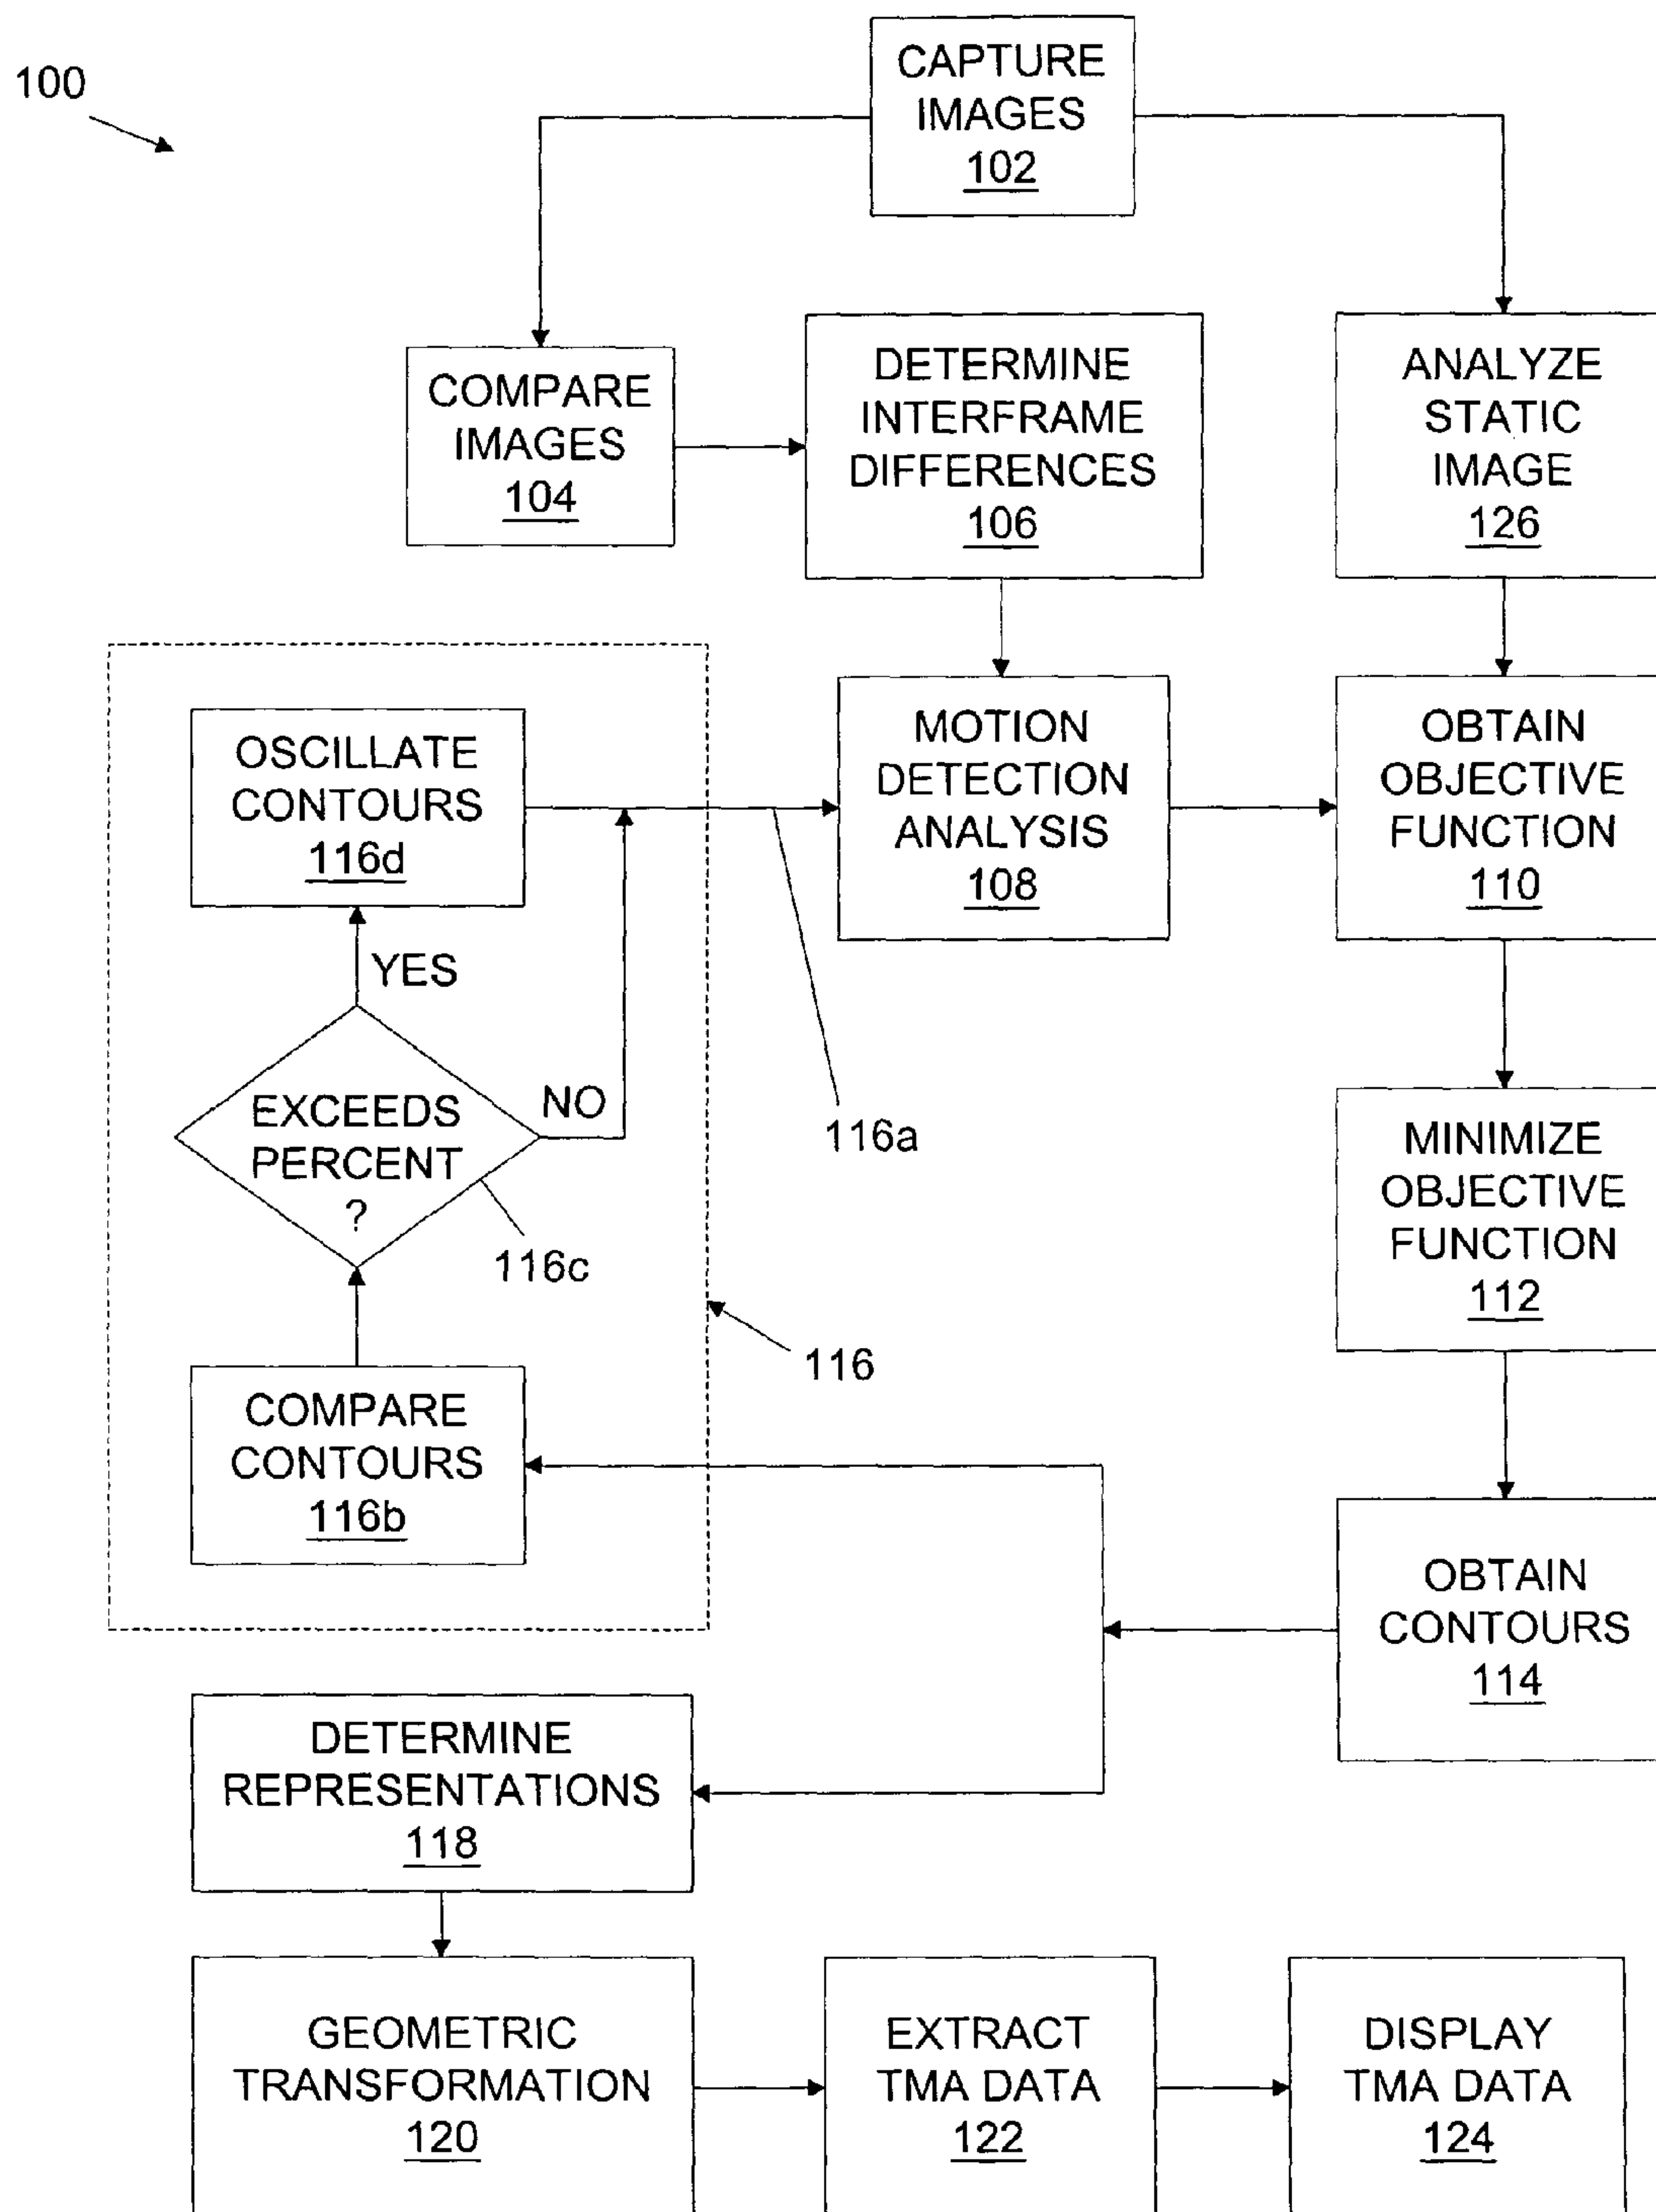 100
CAPTURE
IMAGES
102
COMPARE
IMAGES
104
DETERMINE
INTERFRAME
DIFFERENCES
106
ANALYZE
STATIC
IMAGE
126
OSCILLATE
CONTOURS
116d
MOTION
DETECTION
ANALYSIS
108
OBTAIN
OBJECTIVE
FUNCTION
110
YES
EXCEEDS
PERCENT
?
NO
116a
116c
MINIMIZE
OBJECTIVE
FUNCTION
112
116
COMPARE
CONTOURS
116b
OBTAIN
CONTOURS
114
DETERMINE
REPRESENTATIONS
118
GEOMETRIC
TRANSFORMATION
120
EXTRACT
TMA DATA
122
DISPLAY
TMA DATA
124